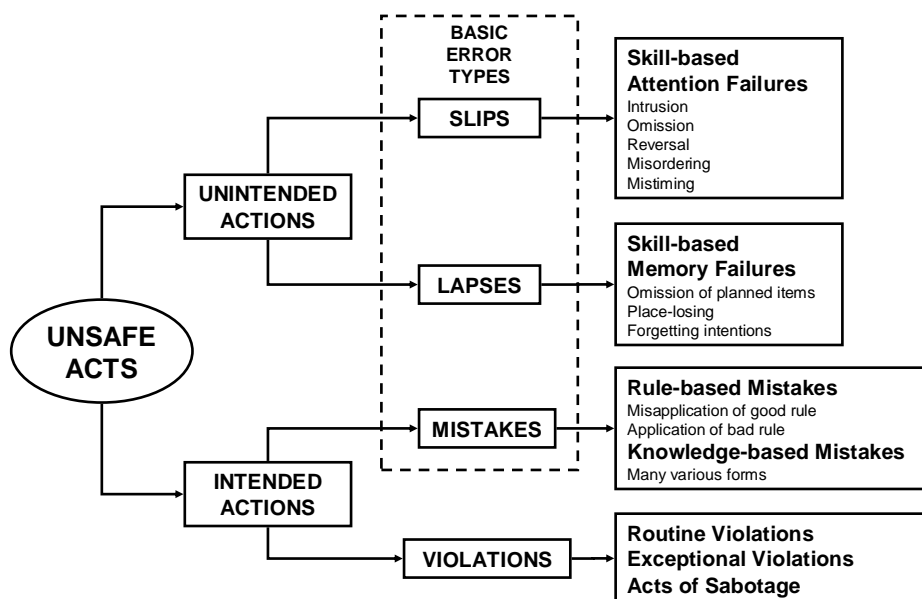 BASIC
ERROR
TYPES
Skill-based
Attention Failures
Intrusion
Omission
Reversal
Misordering
Mistiming
SLIPS
UNINTENDED
ACTIONS
Skill-based
Memory Failures
Omission of planned items
Place-losing
Forgetting intentions
LAPSES
UNSAFE
ACTS
Rule-based Mistakes
Misapplication of good rule
Application of bad rule
Knowledge-based Mistakes
Many various forms
MISTAKES
INTENDED
ACTIONS
VIOLATIONS
Routine Violations
Exceptional Violations
Acts of Sabotage